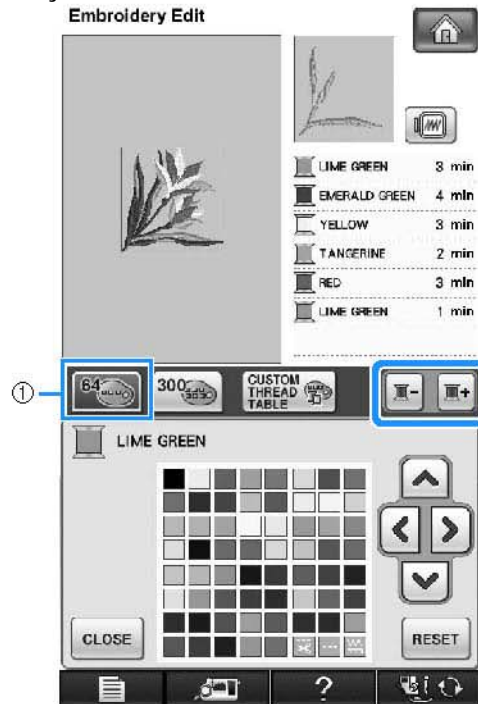 Embroidery Edit
LIME GREEN 3 min
EMERALD GREEN 4 min
YELLOW 3 min
TANGERINE 2 min
RED 3 min
LIME GREEN 1 min
①
64
300
CUSTOM
THREAD
TABLE
-
+
LIME GREEN
CLOSE
RESET
?